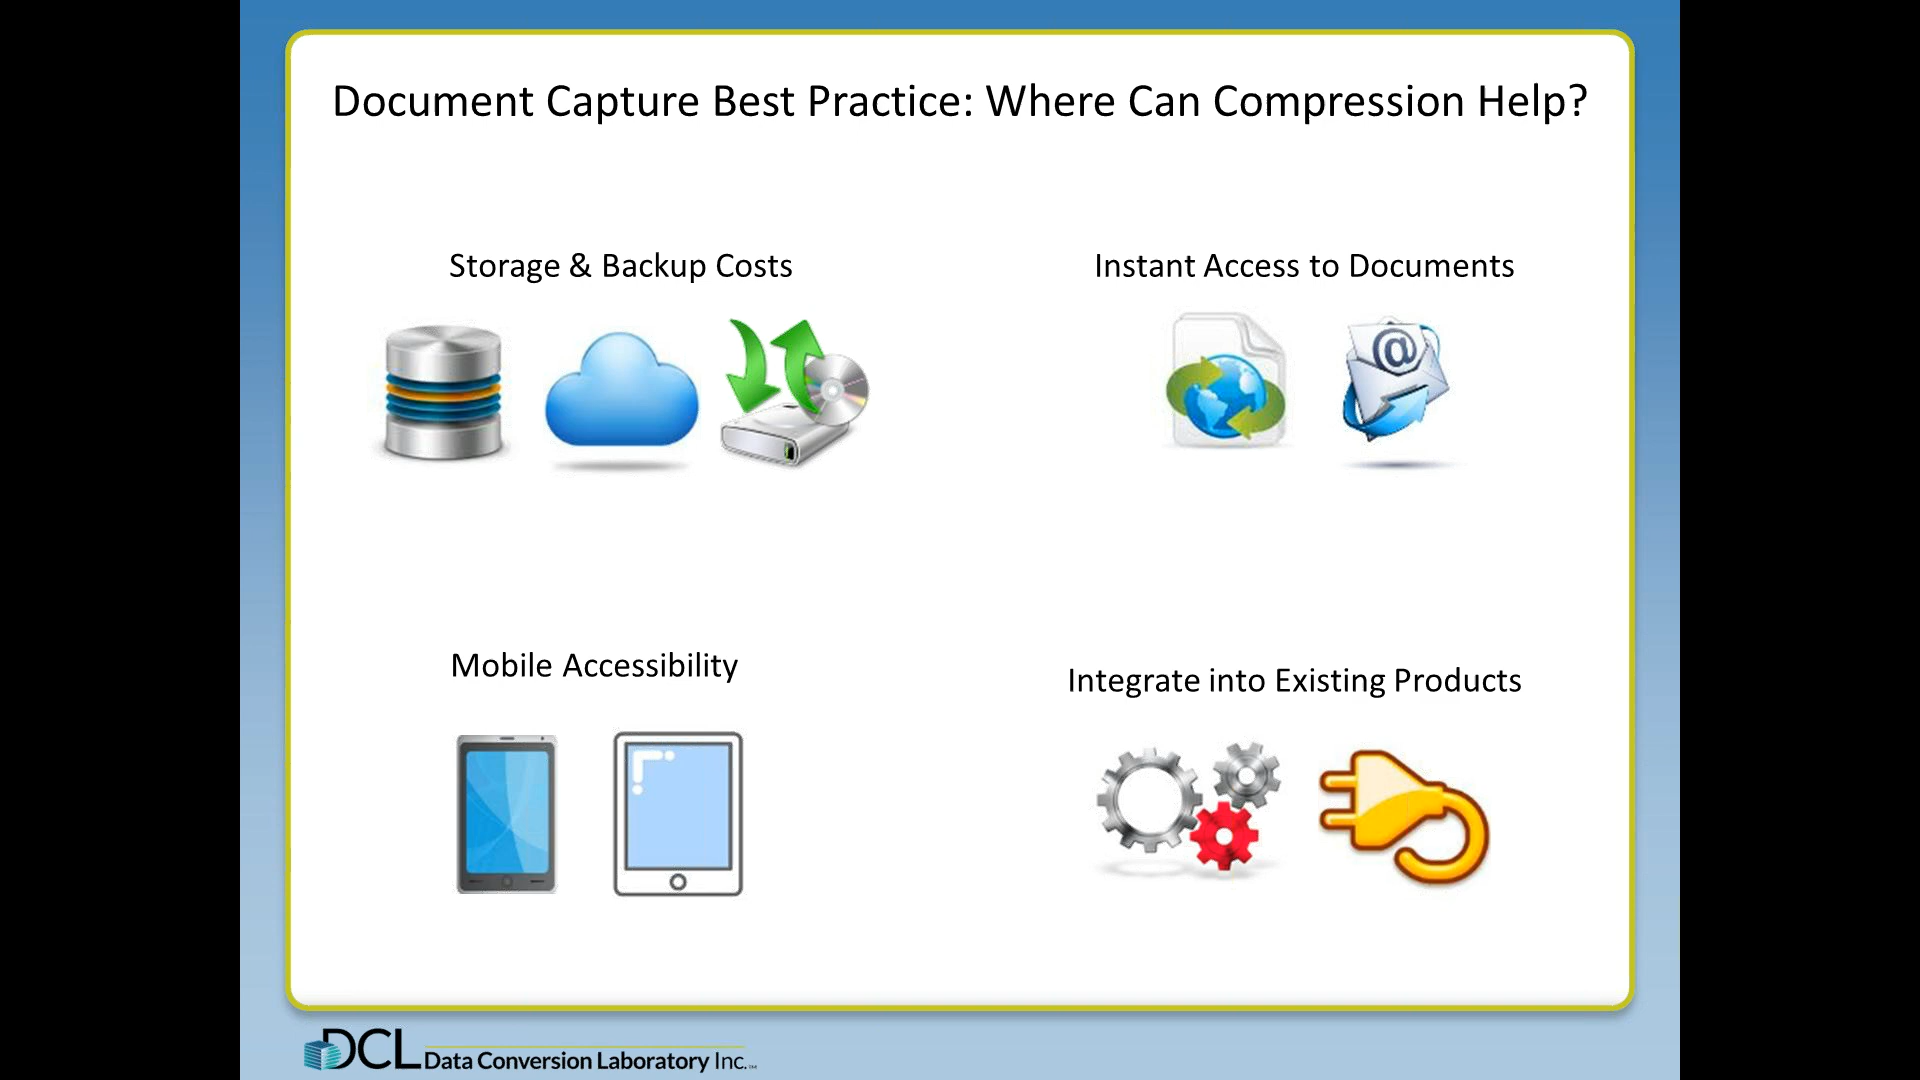 Document Capture Best Practice: Where Can Compression Help?
Storage & Backup Costs
Instant Access to Documents
@
Mobile Accessibility
Integrate into Existing Products
DCL Data Conversion Laboratory Inc.™